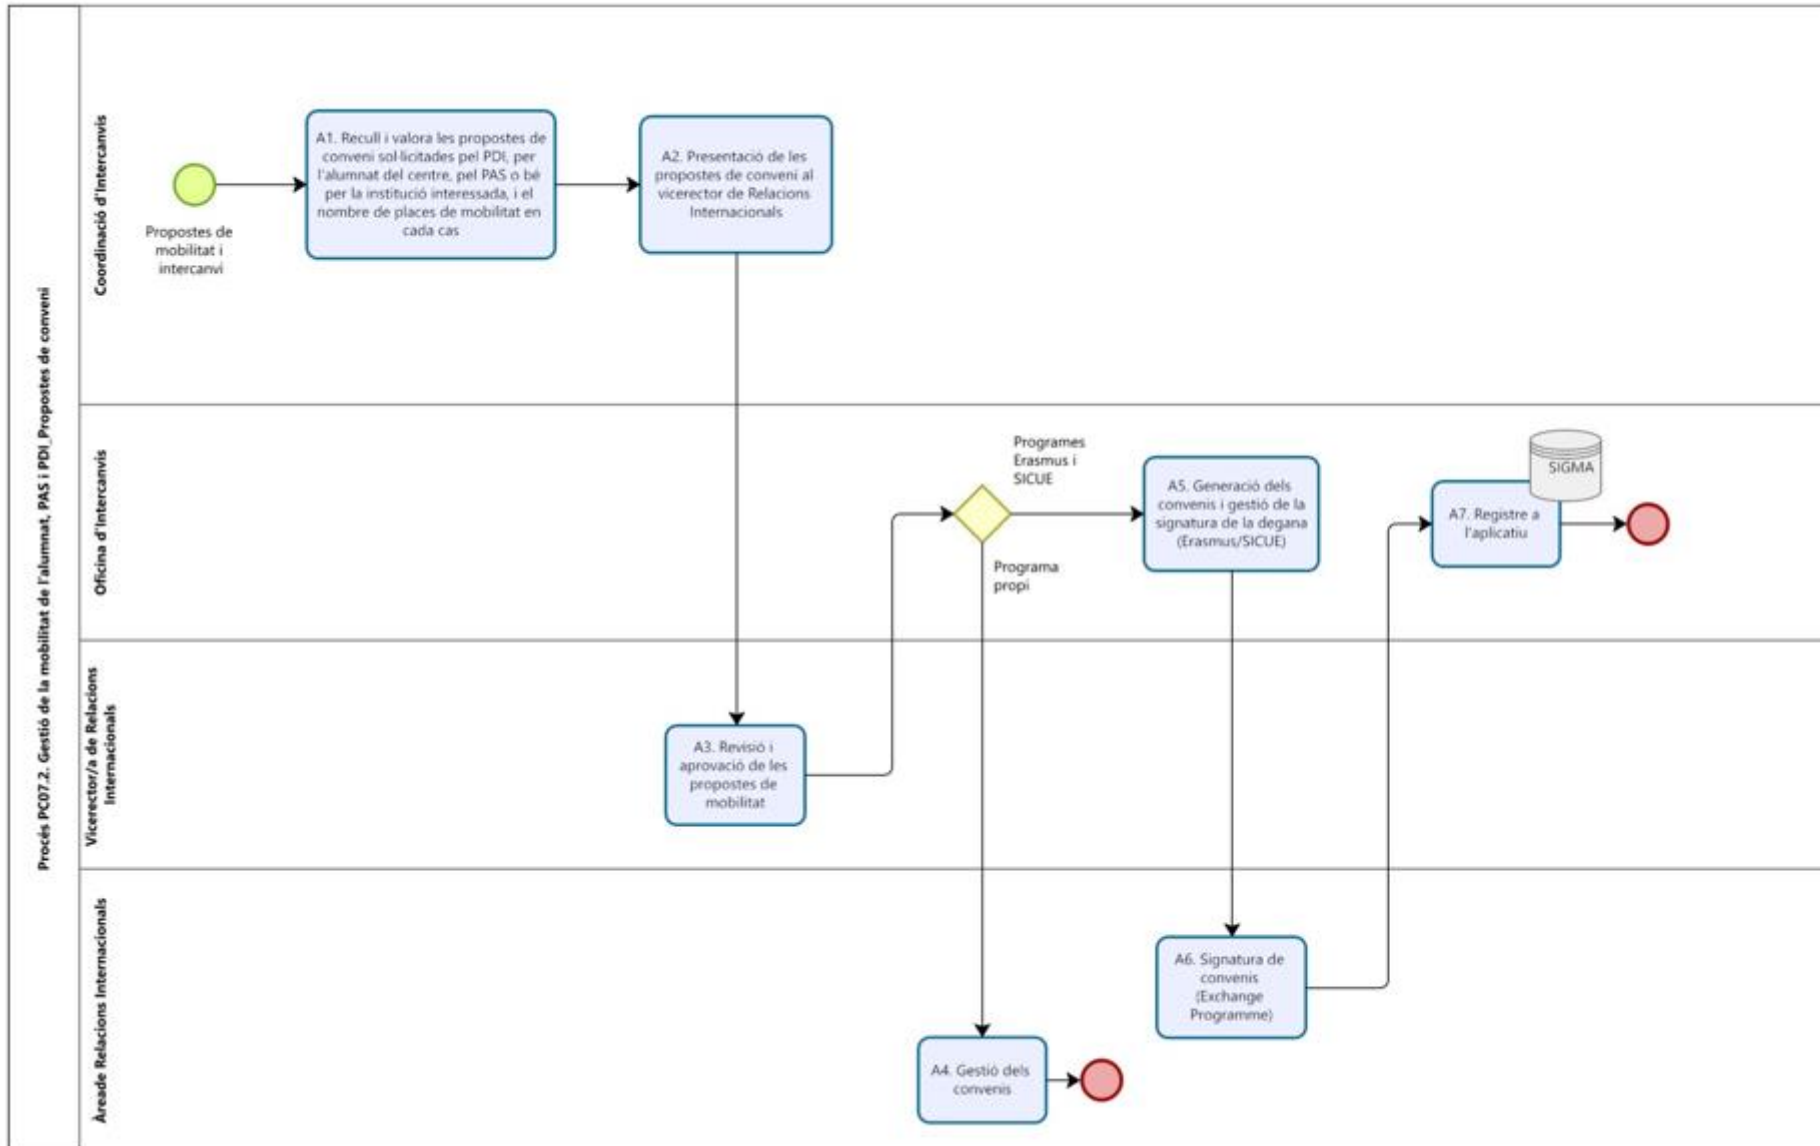 Procés PC07.2. Gestió de la mobilitat de l'alumnat, PAS i PDI_Propostes de conveni
Coordinació d'Intercanvis
Propostes de
mobilitat i
intercanvi
A1. Recull i valora les propostes de
conveni sol·licitades pel PDI, per
l'alumnat del centre, pel PAS o bé
per la institució interessada, i el
nombre de places de mobilitat en
cada cas
A2. Presentació de les
propostes de conveni al
vicerector de Relacions
Internacionals
Oficina d'Intercanvis
Programes
Erasmus i
SICUE
Programa
propi
A5. Generació dels
convenis i gestió de la
signatura de la degana
(Erasmus/SICUE)
SIGMA
A7. Registre a
l'aplicatiu
Vicerector/a de Relacions
Internacionals
A3. Revisió i
aprovació de les
propostes de
mobilitat
Àreade Relacions Internacionals
A6. Signatura de
convenis
(Exchange
Programme)
A4. Gestió dels
convenis